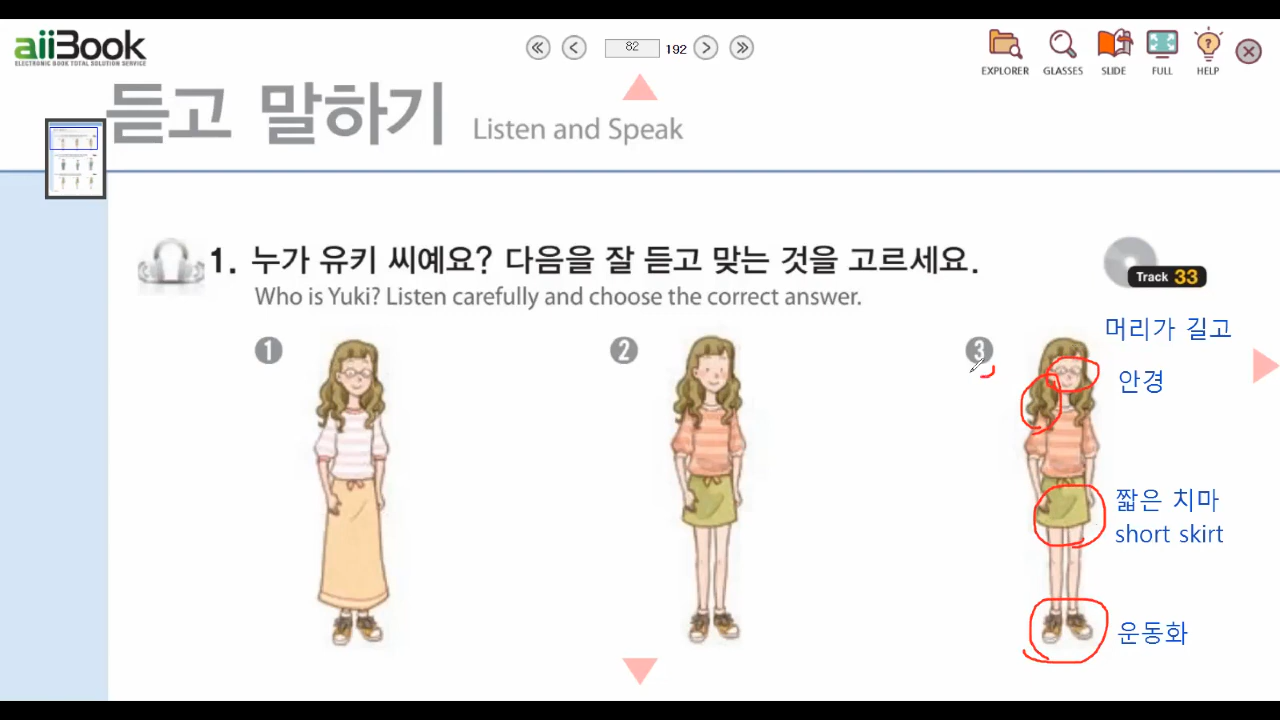 aiiBook
ELECTRONIC BOOK TOTAL SOLUTION SERVICE
82 192
EXPLORER GLASSES SLIDE FULL HELP
듣고 말하기 Listen and Speak
1. 누가 유키 씨예요? 다음을 잘 듣고 맞는 것을 고르세요.
Who is Yuki? Listen carefully and choose the correct answer.
Track 33
1 2 3
머리가 길고
안경
짧은 치마
short skirt
운동화